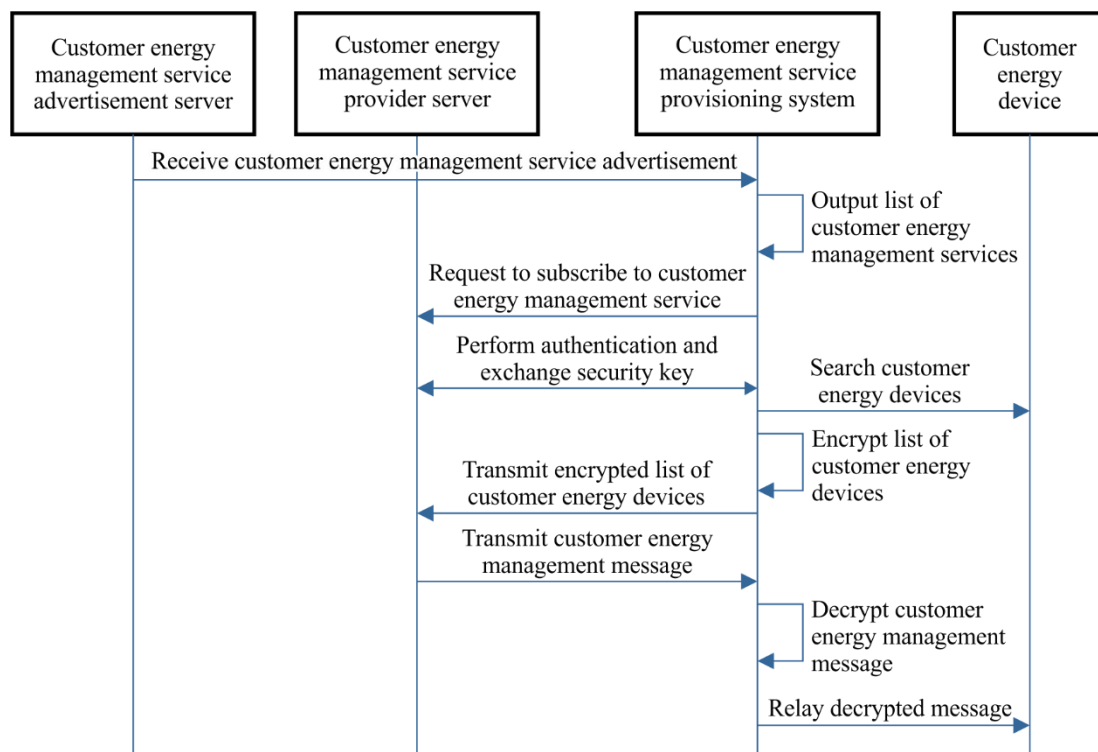 Customer energy
management service
advertisement server
Customer energy
management service
provider server
Customer energy
management service
provisioning system
Customer
energy
device
Receive customer energy management service advertisement
Output list of
customer energy
management services
Request to subscribe to customer
energy management service
Perform authentication and
exchange security key
Search customer
energy devices
Encrypt list of
customer energy
devices
Transmit encrypted list of
customer energy devices
Transmit customer energy
management message
Decrypt customer
energy management
message
Relay decrypted message